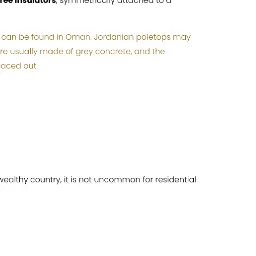 ree insulators, symmetrically attached to a
can be found in Oman. Jordanian poletops may
re usually made of grey concrete, and the
aced out.
wealthy country, it is not uncommon for residential